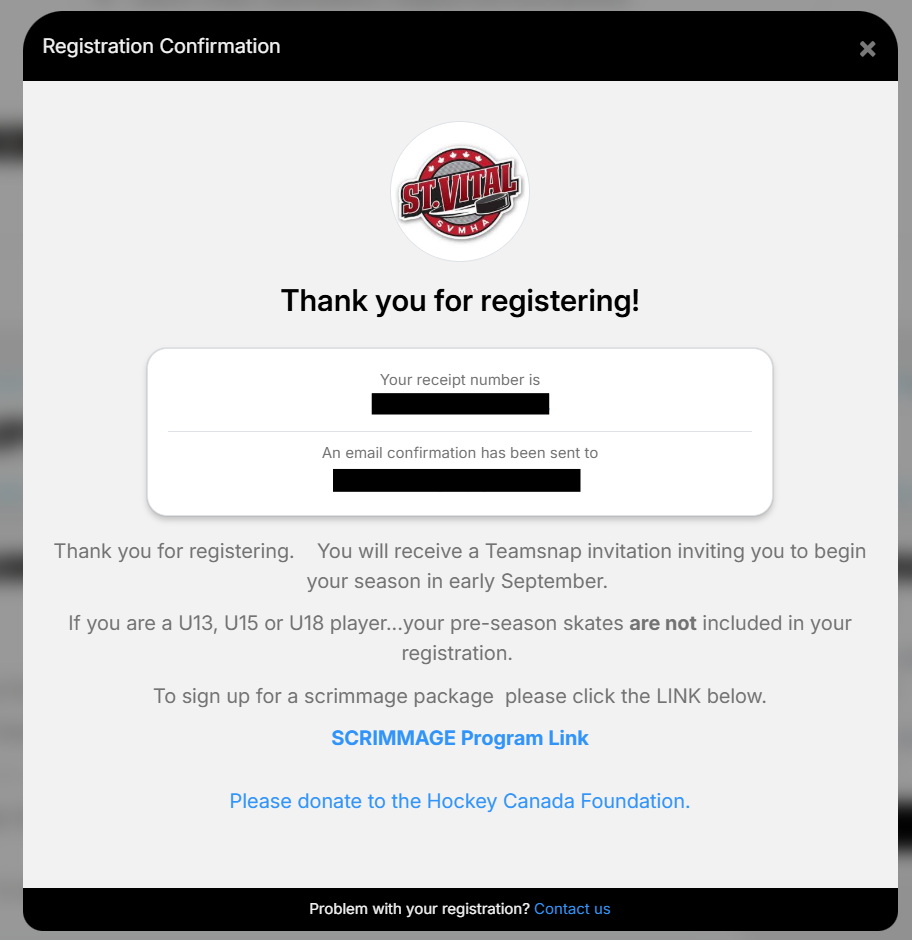 Registration Confirmation
×
ST. VITAL
SVMHA
Thank you for registering!
Your receipt number is
An email confirmation has been sent to
Thank you for registering.    You will receive a Teamsnap invitation inviting you to begin
your season in early September.
If you are a U13, U15 or U18 player...your pre-season skates are not included in your
registration.
To sign up for a scrimmage package  please click the LINK below.
SCRIMMAGE Program Link
Please donate to the Hockey Canada Foundation.
Problem with your registration? Contact us